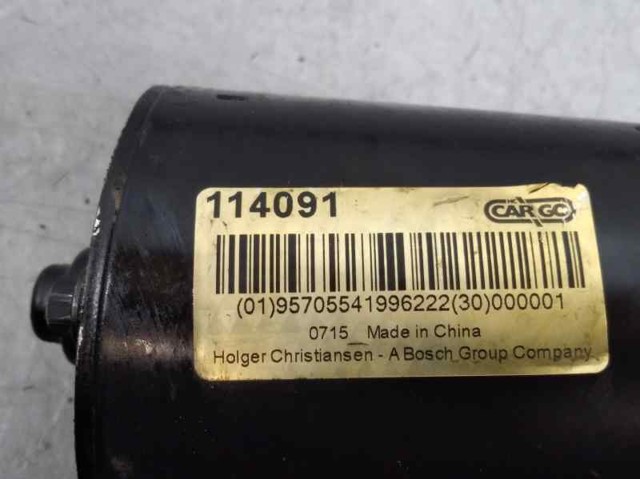 114091
CARGO
(01)95705541996222(30)000001
0715 Made in China
Holger Christiansen - A Bosch Group Company